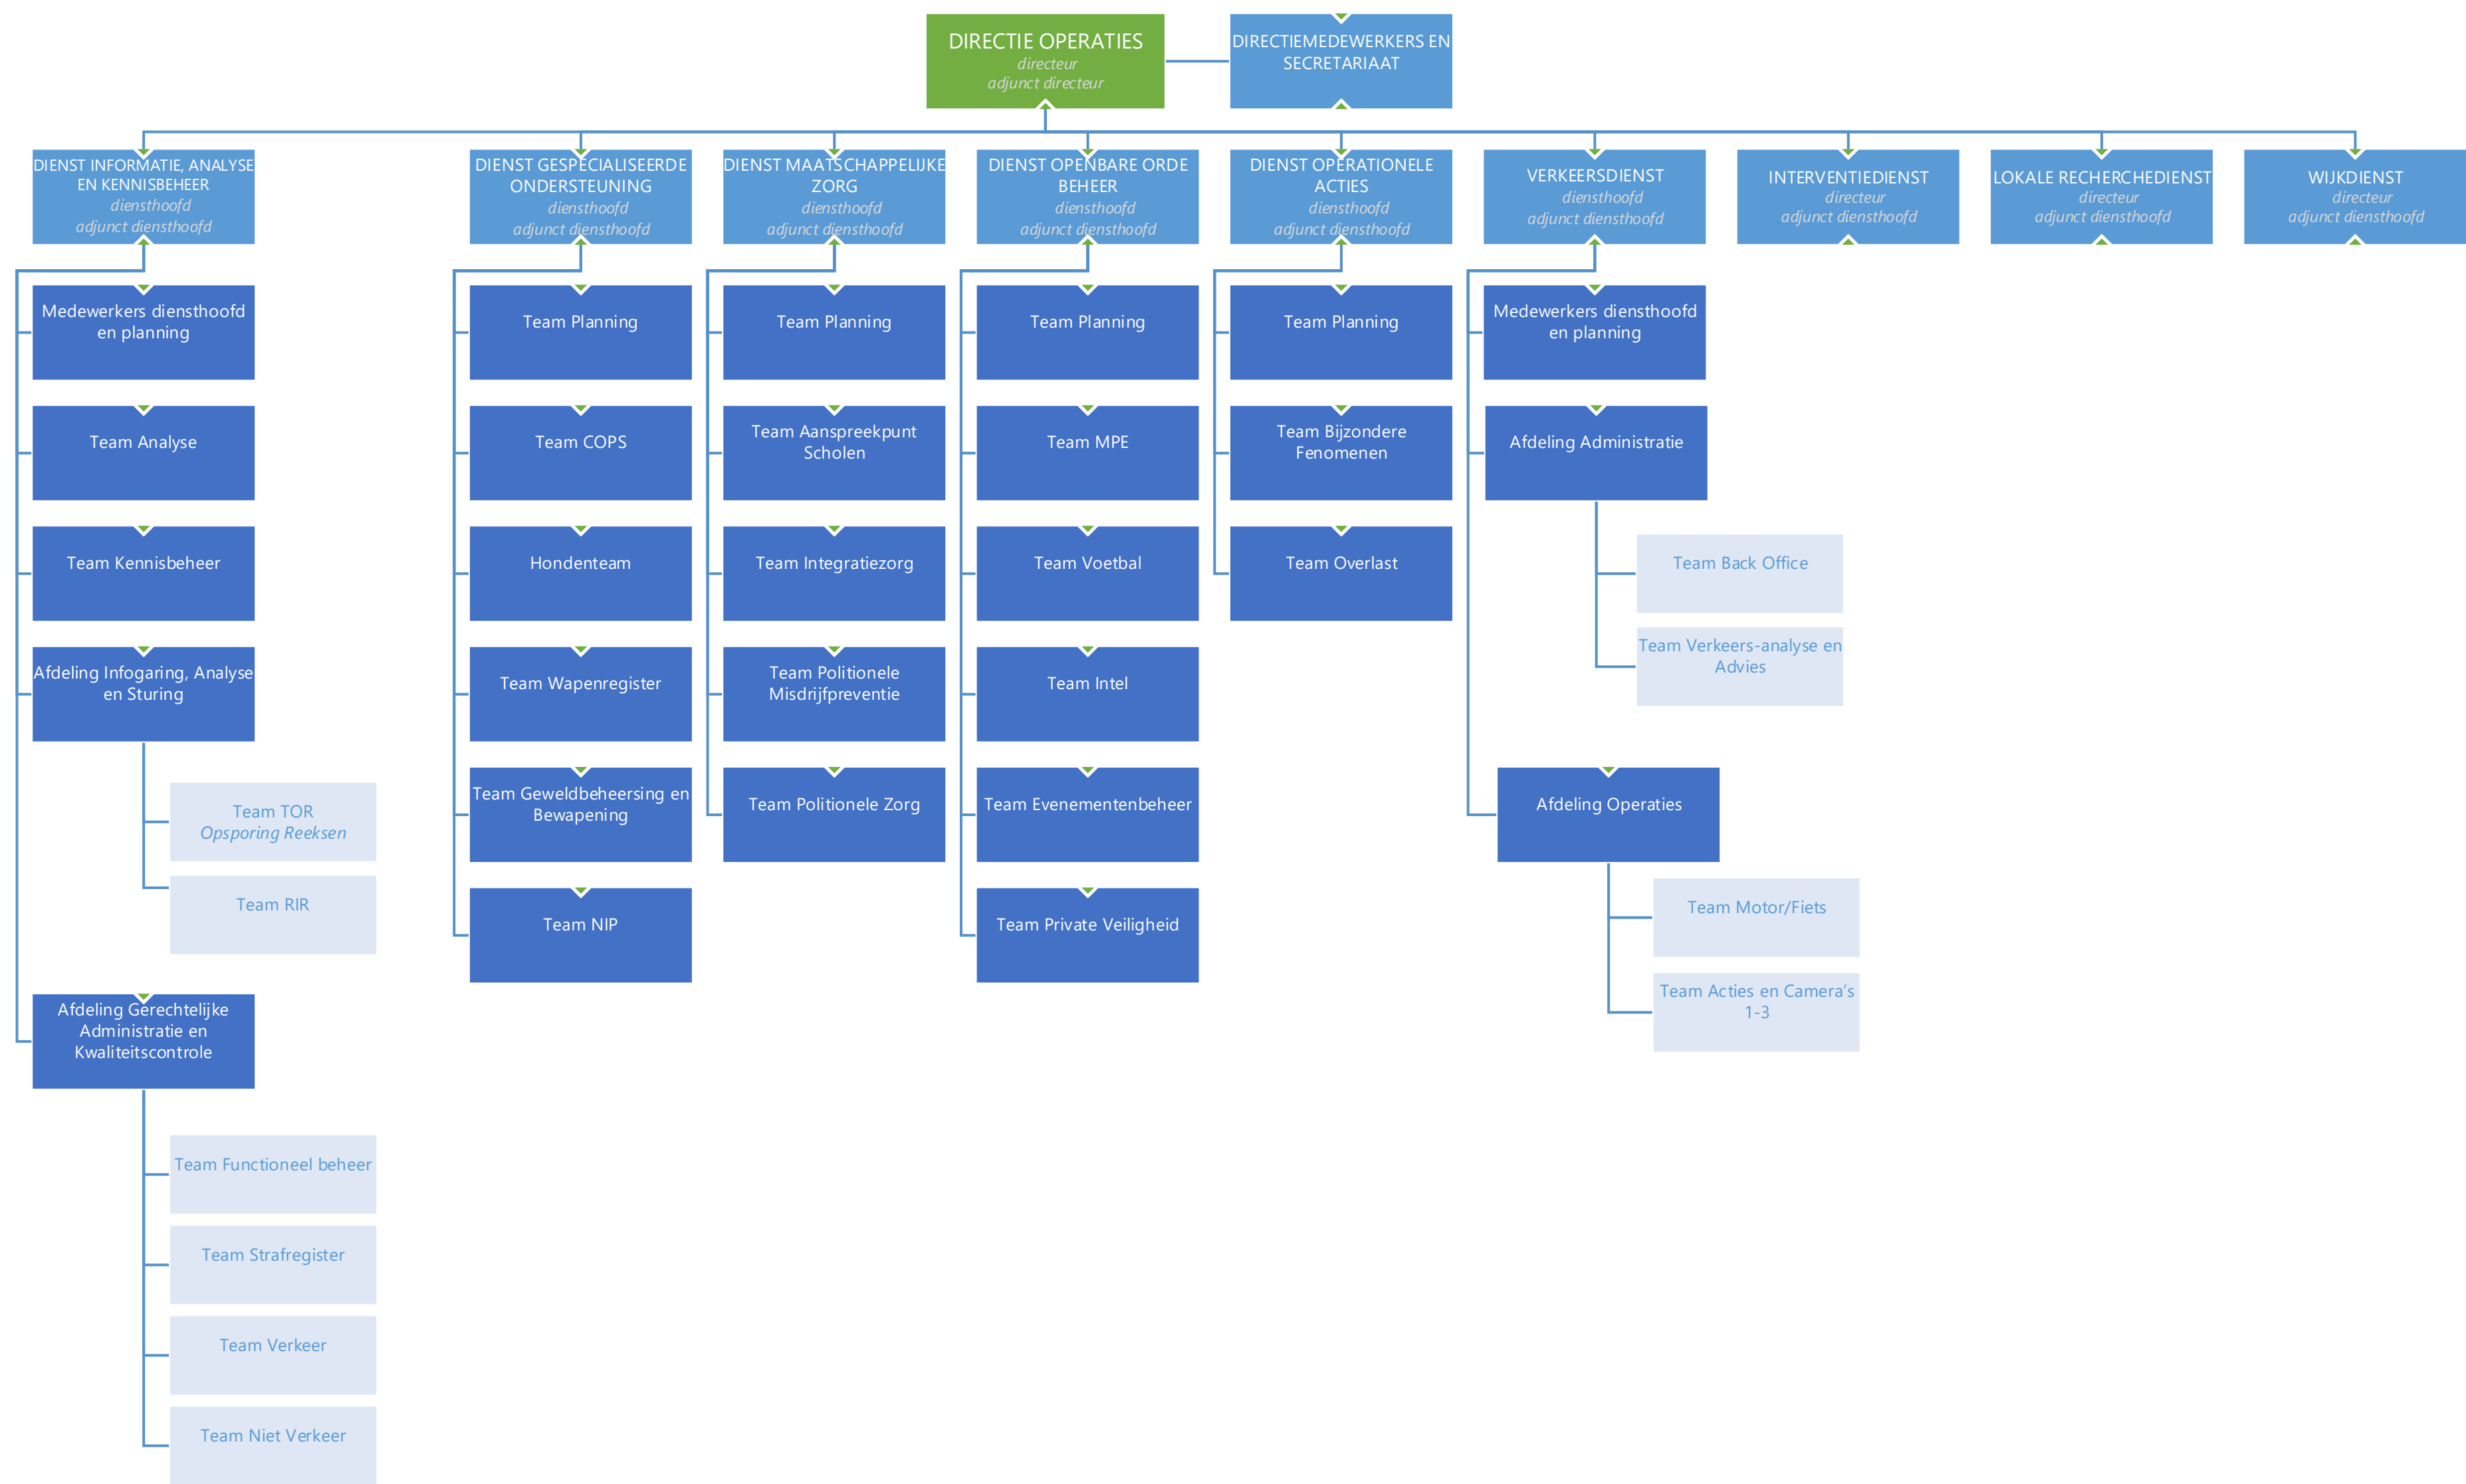 DIRECTIE OPERATIES
directeur
adjunct directeur
DIRECTIEMEDEWERKERS EN
SECRETARIAAT
DIENST INFORMATIE, ANALYSE
EN KENNISBEHEER
diensthoofd
adjunct diensthoofd
Medewerkers diensthoofd
en planning
Team Analyse
Team Kennisbeheer
Afdeling Infogaring, Analyse
en Sturing
Team TOR
Opsporing Reeksen
Team RIR
Afdeling Gerechtelijke
Administratie en
Kwaliteitscontrole
Team Functioneel beheer
Team Strafregister
Team Verkeer
Team Niet Verkeer
DIENST GESPECIALISEERDE
ONDERSTEUNING
diensthoofd
adjunct diensthoofd
Team Planning
Team COPS
Hondenteam
Team Wapenregister
Team Geweldbeheersing en
Bewapening
Team NIP
DIENST MAATSCHAPPELIJKE
ZORG
diensthoofd
adjunct diensthoofd
Team Planning
Team Aanspreekpunt
Scholen
Team Integratiezorg
Team Politionele
Misdrijfpreventie
Team Politionele Zorg
DIENST OPENBARE ORDE
BEHEER
diensthoofd
adjunct diensthoofd
Team Planning
Team MPE
Team Voetbal
Team Intel
Team Evenementenbeheer
Team Private Veiligheid
DIENST OPERATIONELE
ACTIES
diensthoofd
adjunct diensthoofd
Team Planning
Team Bijzondere
Fenomenen
Team Overlast
VERKEERSDIENST
diensthoofd
adjunct diensthoofd
Medewerkers diensthoofd
en planning
Afdeling Administratie
Team Back Office
Team Verkeers-analyse en
Advies
Afdeling Operaties
Team Motor/Fiets
Team Acties en Camera’s
1-3
INTERVENTIEDIENST
directeur
adjunct diensthoofd
LOKALE RECHERCHEDIENST
directeur
adjunct diensthoofd
WIJKDIENST
directeur
adjunct diensthoofd